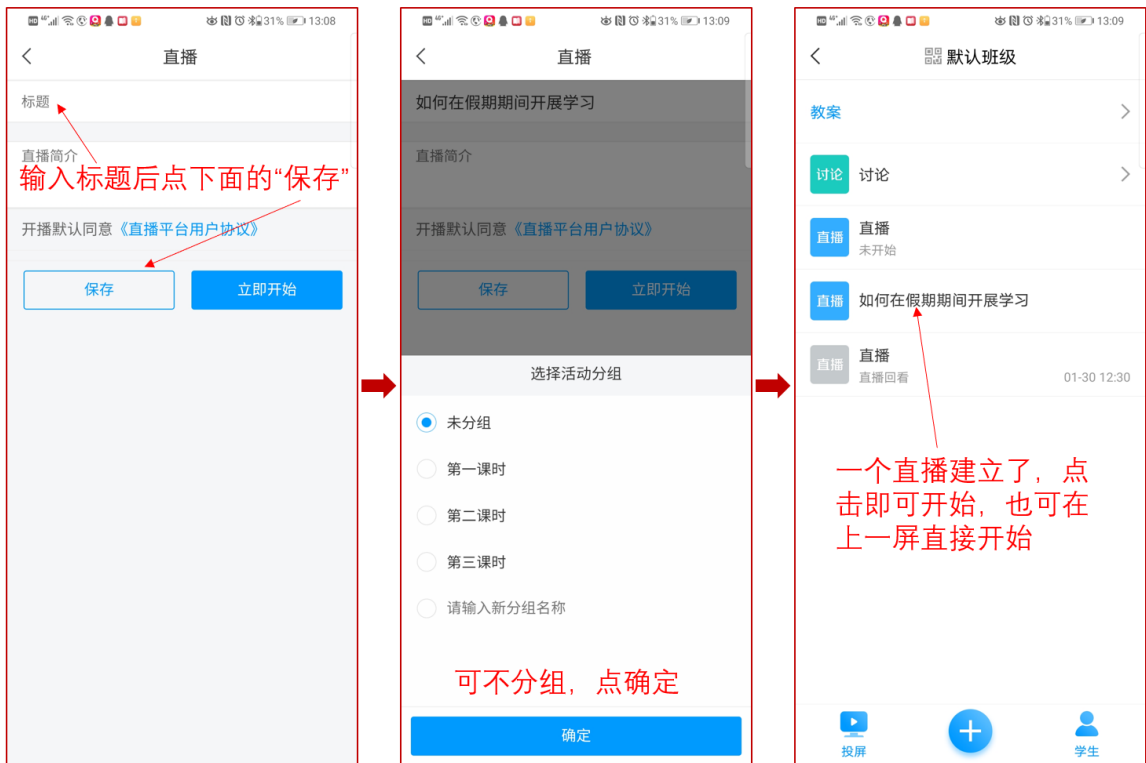 HD 46 31% 13:08
直播
标题
直播简介
输入标题后点下面的“保存”
开播默认同意《直播平台用户协议》
保存 立即开始
HD 46 31% 13:09
直播
如何在假期期间开展学习
直播简介
开播默认同意《直播平台用户协议》
保存 立即开始
选择活动分组
未分组
第一课时
第二课时
第三课时
请输入新分组名称
可不分组，点确定
确定
HD 46 31% 13:09
默认班级
教案
讨论 讨论
直播 直播
未开始
直播 如何在假期期间开展学习
直播 直播
直播回看 01-30 12:30
一个直播建立了，点
击即可开始，也可在
上一屏直接开始
投屏 学生